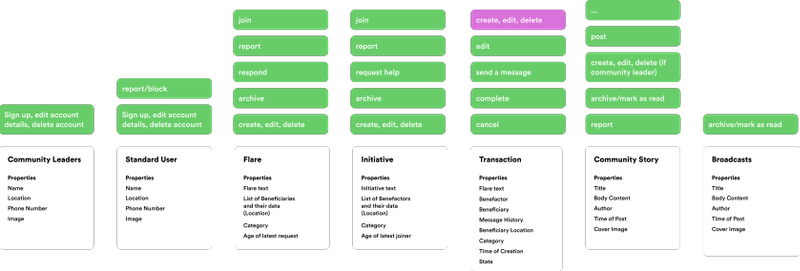 Sign up, edit account
details, delete account
Community Leaders
Properties
Name
Location
Phone Number
Image
report/block
Sign up, edit account
details, delete account
Standard User
Properties
Name
Location
Phone Number
Image
join
report
respond
archive
create, edit, delete
Flare
Properties
Flare text
List of Beneficiaries
and their data
(Location)
Category
Age of latest request
join
report
request help
archive
create, edit, delete
Initiative
Properties
Initiative text
List of Benefactors
and their data
(Location)
Category
Age of latest joiner
create, edit, delete
edit
send a message
complete
cancel
Transaction
Properties
Flare text
Benefactor
Beneficiary
Message History
Beneficiary Location
Category
Time of Creation
State
...
post
create, edit, delete (if
community leader)
archive/mark as read
report
Community Story
Properties
Title
Body Content
Author
Time of Post
Cover Image
archive/mark as read
Broadcasts
Properties
Title
Body Content
Author
Time of Post
Cover Image